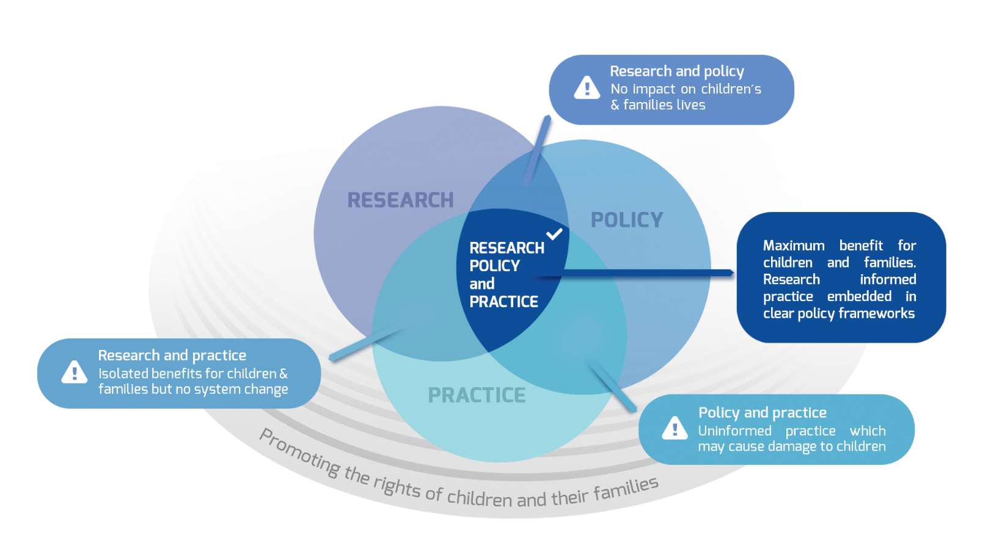 Research and policy
No impact on children´s
& families lives
RESEARCH
POLICY
RESEARCH
POLICY
and
PRACTICE
Maximum benefit for
children and families.
Research informed
practice embedded in
clear policy frameworks
Research and practice
Isolated benefits for children &
families but no system change
PRACTICE
Policy and practice
Uninformed practice which
may cause damage to children
Promoting the rights of children and their families